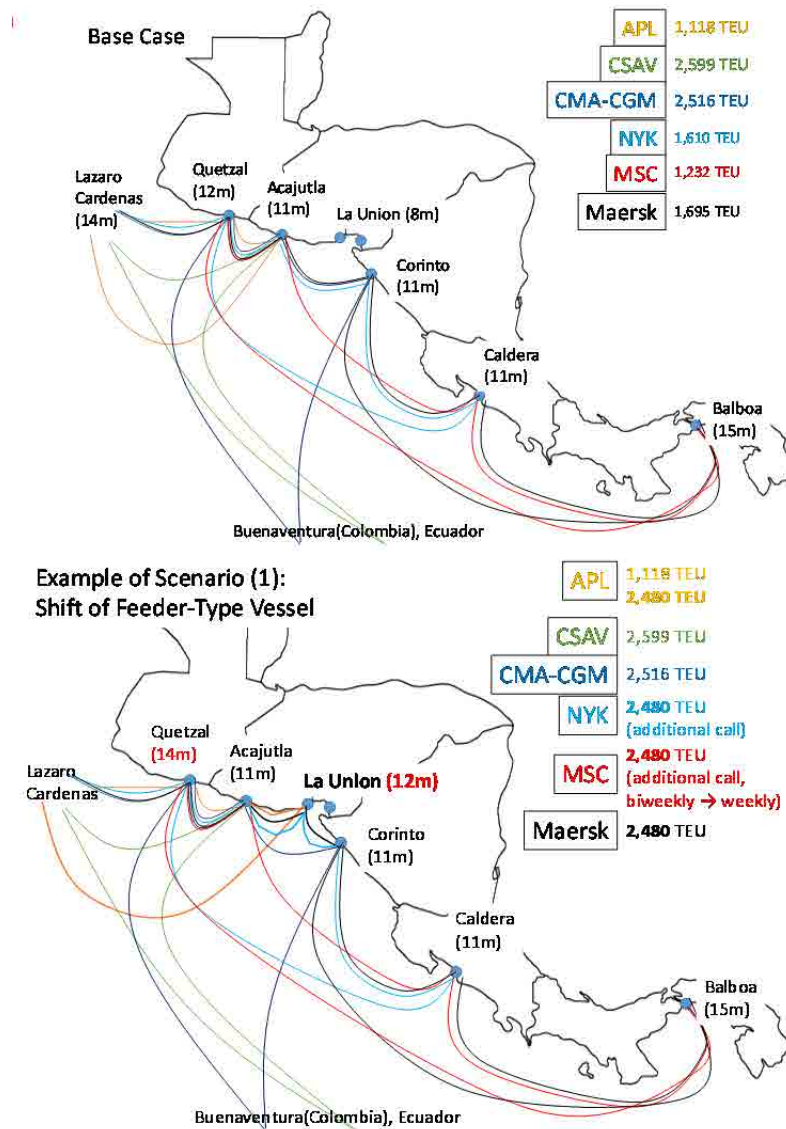 Base Case
APL 1,118 TEU
CSAV 2,599 TEU
CMA-CGM 2,516 TEU
NYK 1,610 TEU
MSC 1,232 TEU
Maersk 1,695 TEU
Lazaro
Cardenas
(14m)
Quetzal
(12m)
Acajutla
(11m)
La Union (8m)
Corinto
(11m)
Caldera
(11m)
Balboa
(15m)
Buenaventura(Colombia), Ecuador
Example of Scenario (1):
Shift of Feeder-Type Vessel
APL 1,118 TEU
2,480 TEU
CSAV 2,599 TEU
CMA-CGM 2,516 TEU
NYK 2,480 TEU
(additional call)
MSC 2,480 TEU
(additional call,
biweekly → weekly)
Maersk 2,480 TEU
Lazaro
Cardenas
Quetzal
(14m)
Acajutla
(11m)
La Union (12m)
Corinto
(11m)
Caldera
(11m)
Balboa
(15m)
Buenaventura(Colombia), Ecuador